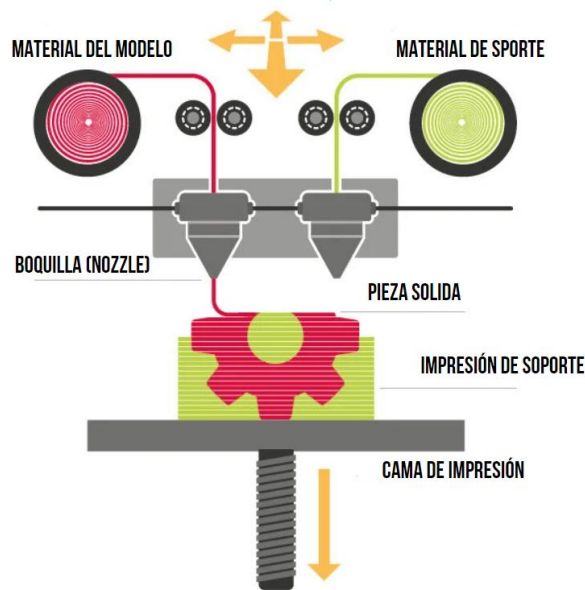 MATERIAL DEL MODELO
MATERIAL DE SPORTE
BOQUILLA (NOZZLE)
PIEZA SOLIDA
IMPRESIÓN DE SOPORTE
CAMA DE IMPRESIÓN